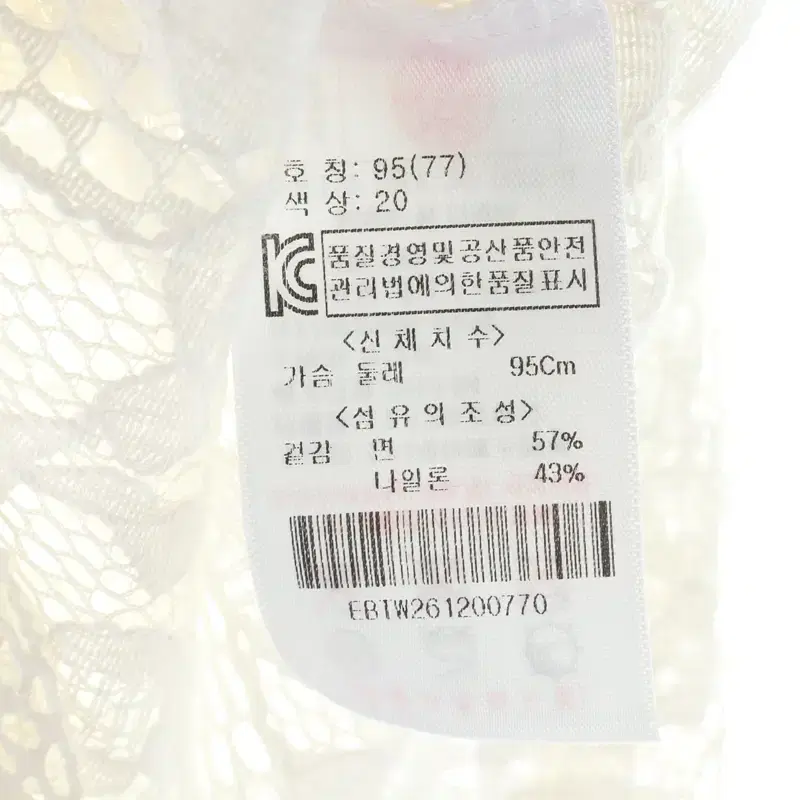 호 칭: 95(77)
색 상: 20
품질경영및공산품안전
관리법에의한품질표시
<신 체 치 수>
가슴 둘레 95Cm
<섬 유 의 조 성>
겉감 면 57%
나일론 43%
EBTW261200770